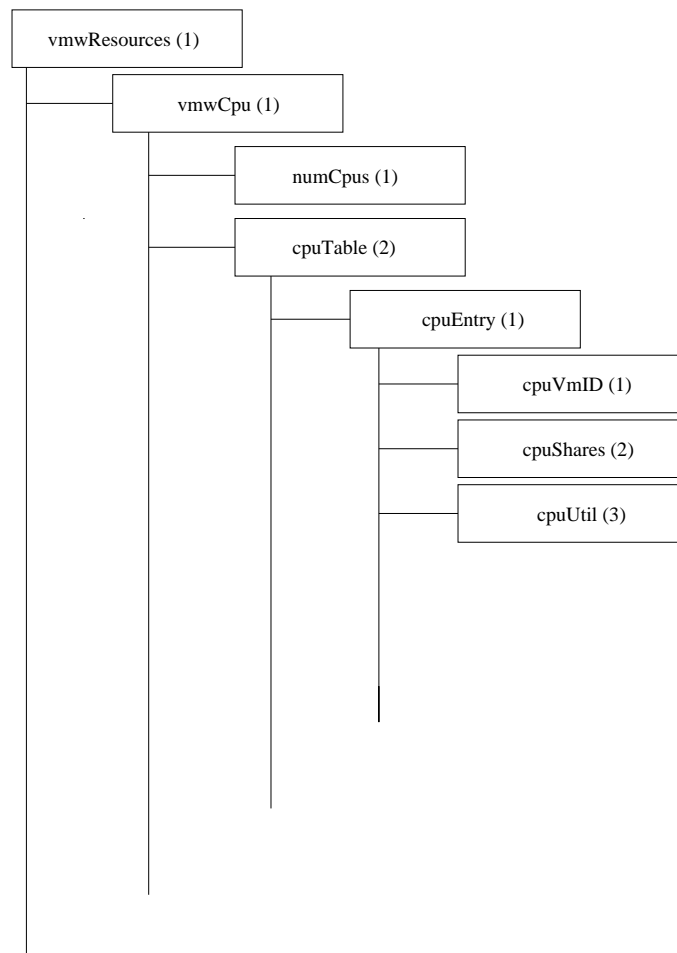 vmwResources (1)
vmwCpu (1)
numCpus (1)
cpuTable (2)
cpuEntry (1)
cpuVmID (1)
cpuShares (2)
cpuUtil (3)